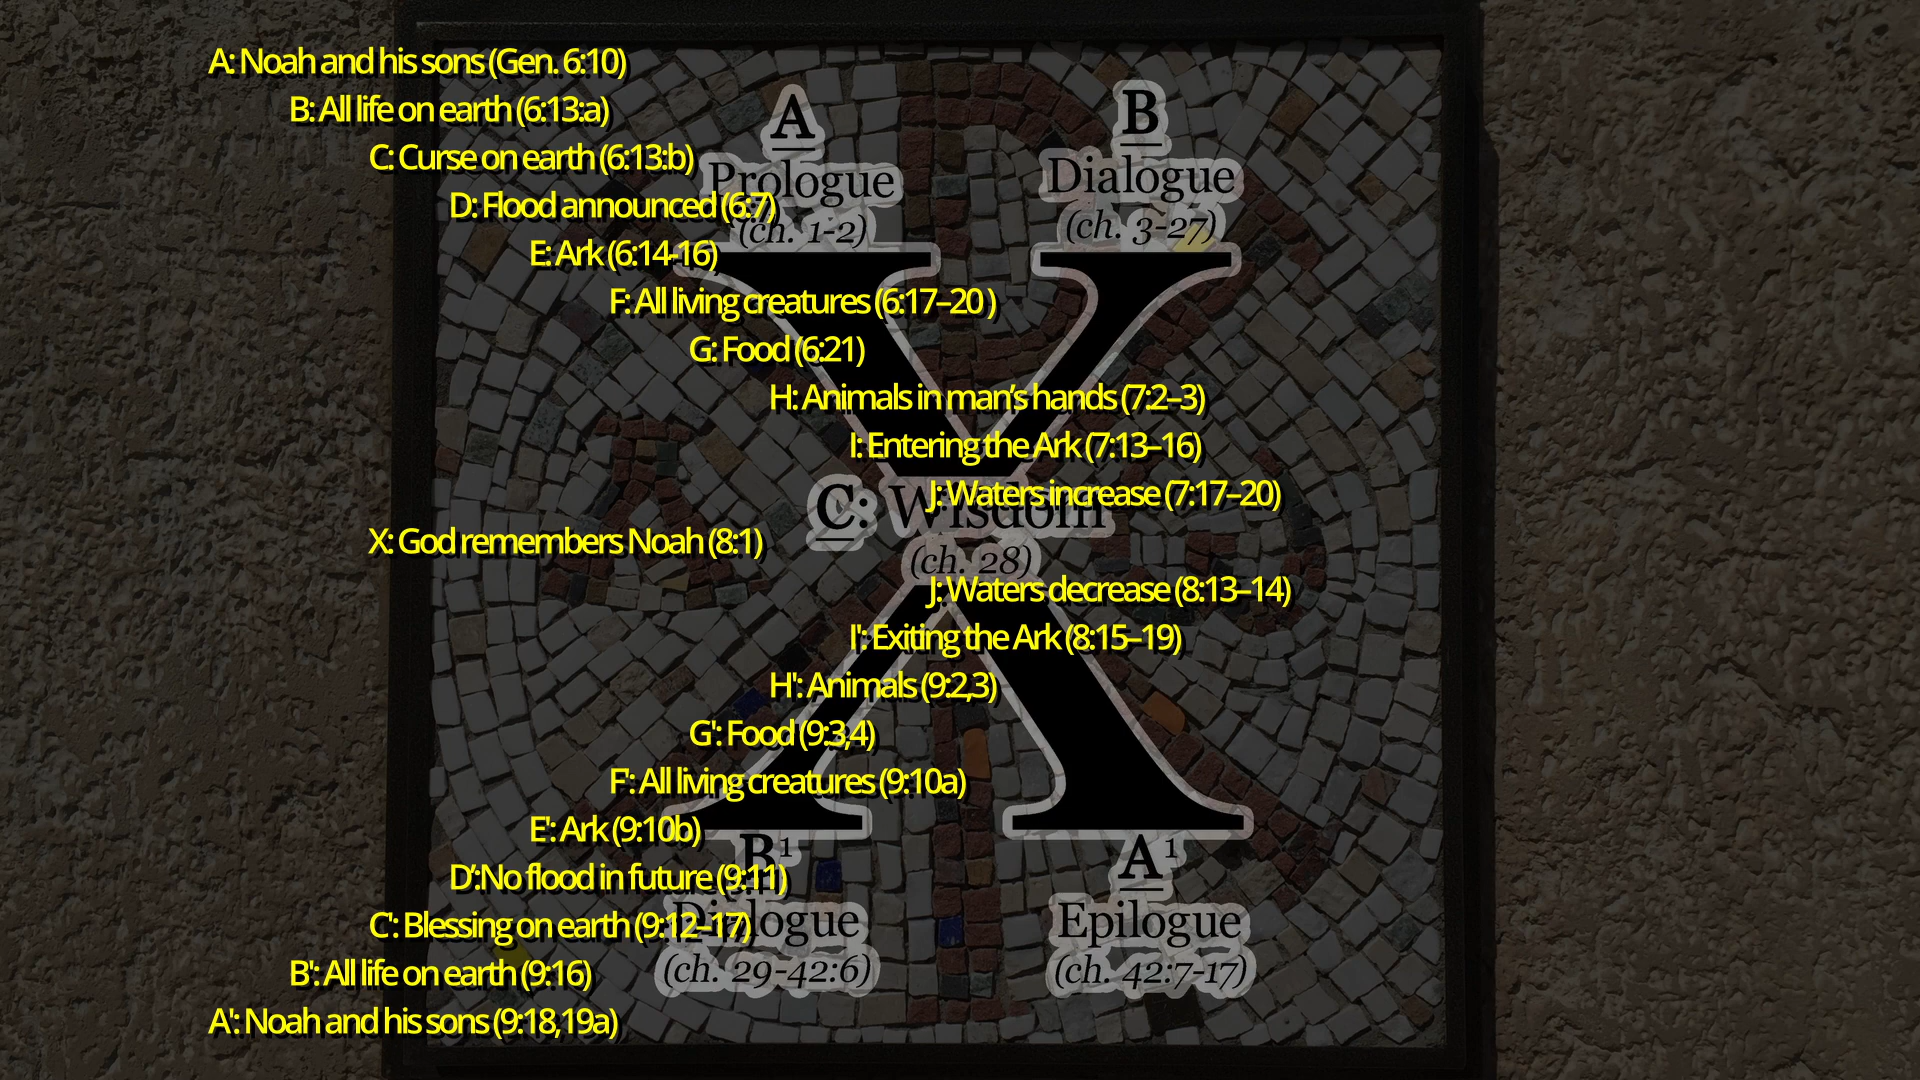 A: Noah and his sons (Gen. 6:10)
B: All life on earth (6:13:a)
C: Curse on earth (6:13:b)
D: Flood announced (6:7)
E: Ark (6:14-16)
F: All living creatures (6:17–20 )
G: Food (6:21)
H: Animals in man’s hands (7:2–3)
I: Entering the Ark (7:13–16)
J: Waters increase (7:17–20)
X: God remembers Noah (8:1)
J: Waters decrease (8:13–14)
I': Exiting the Ark (8:15–19)
H': Animals (9:2,3)
G': Food (9:3,4)
F': All living creatures (9:10a)
E': Ark (9:10b)
D’:No flood in future (9:11)
C': Blessing on earth (9:12–17)
B': All life on earth (9:16)
A': Noah and his sons (9:18,19a)
A
Prologue
(ch. 1-2)
B
Dialogue
(ch. 3-27)
C: Wisdom
(ch. 28)
B¹
Dialogue
(ch. 29-42:6)
A¹
Epilogue
(ch. 42:7-17)